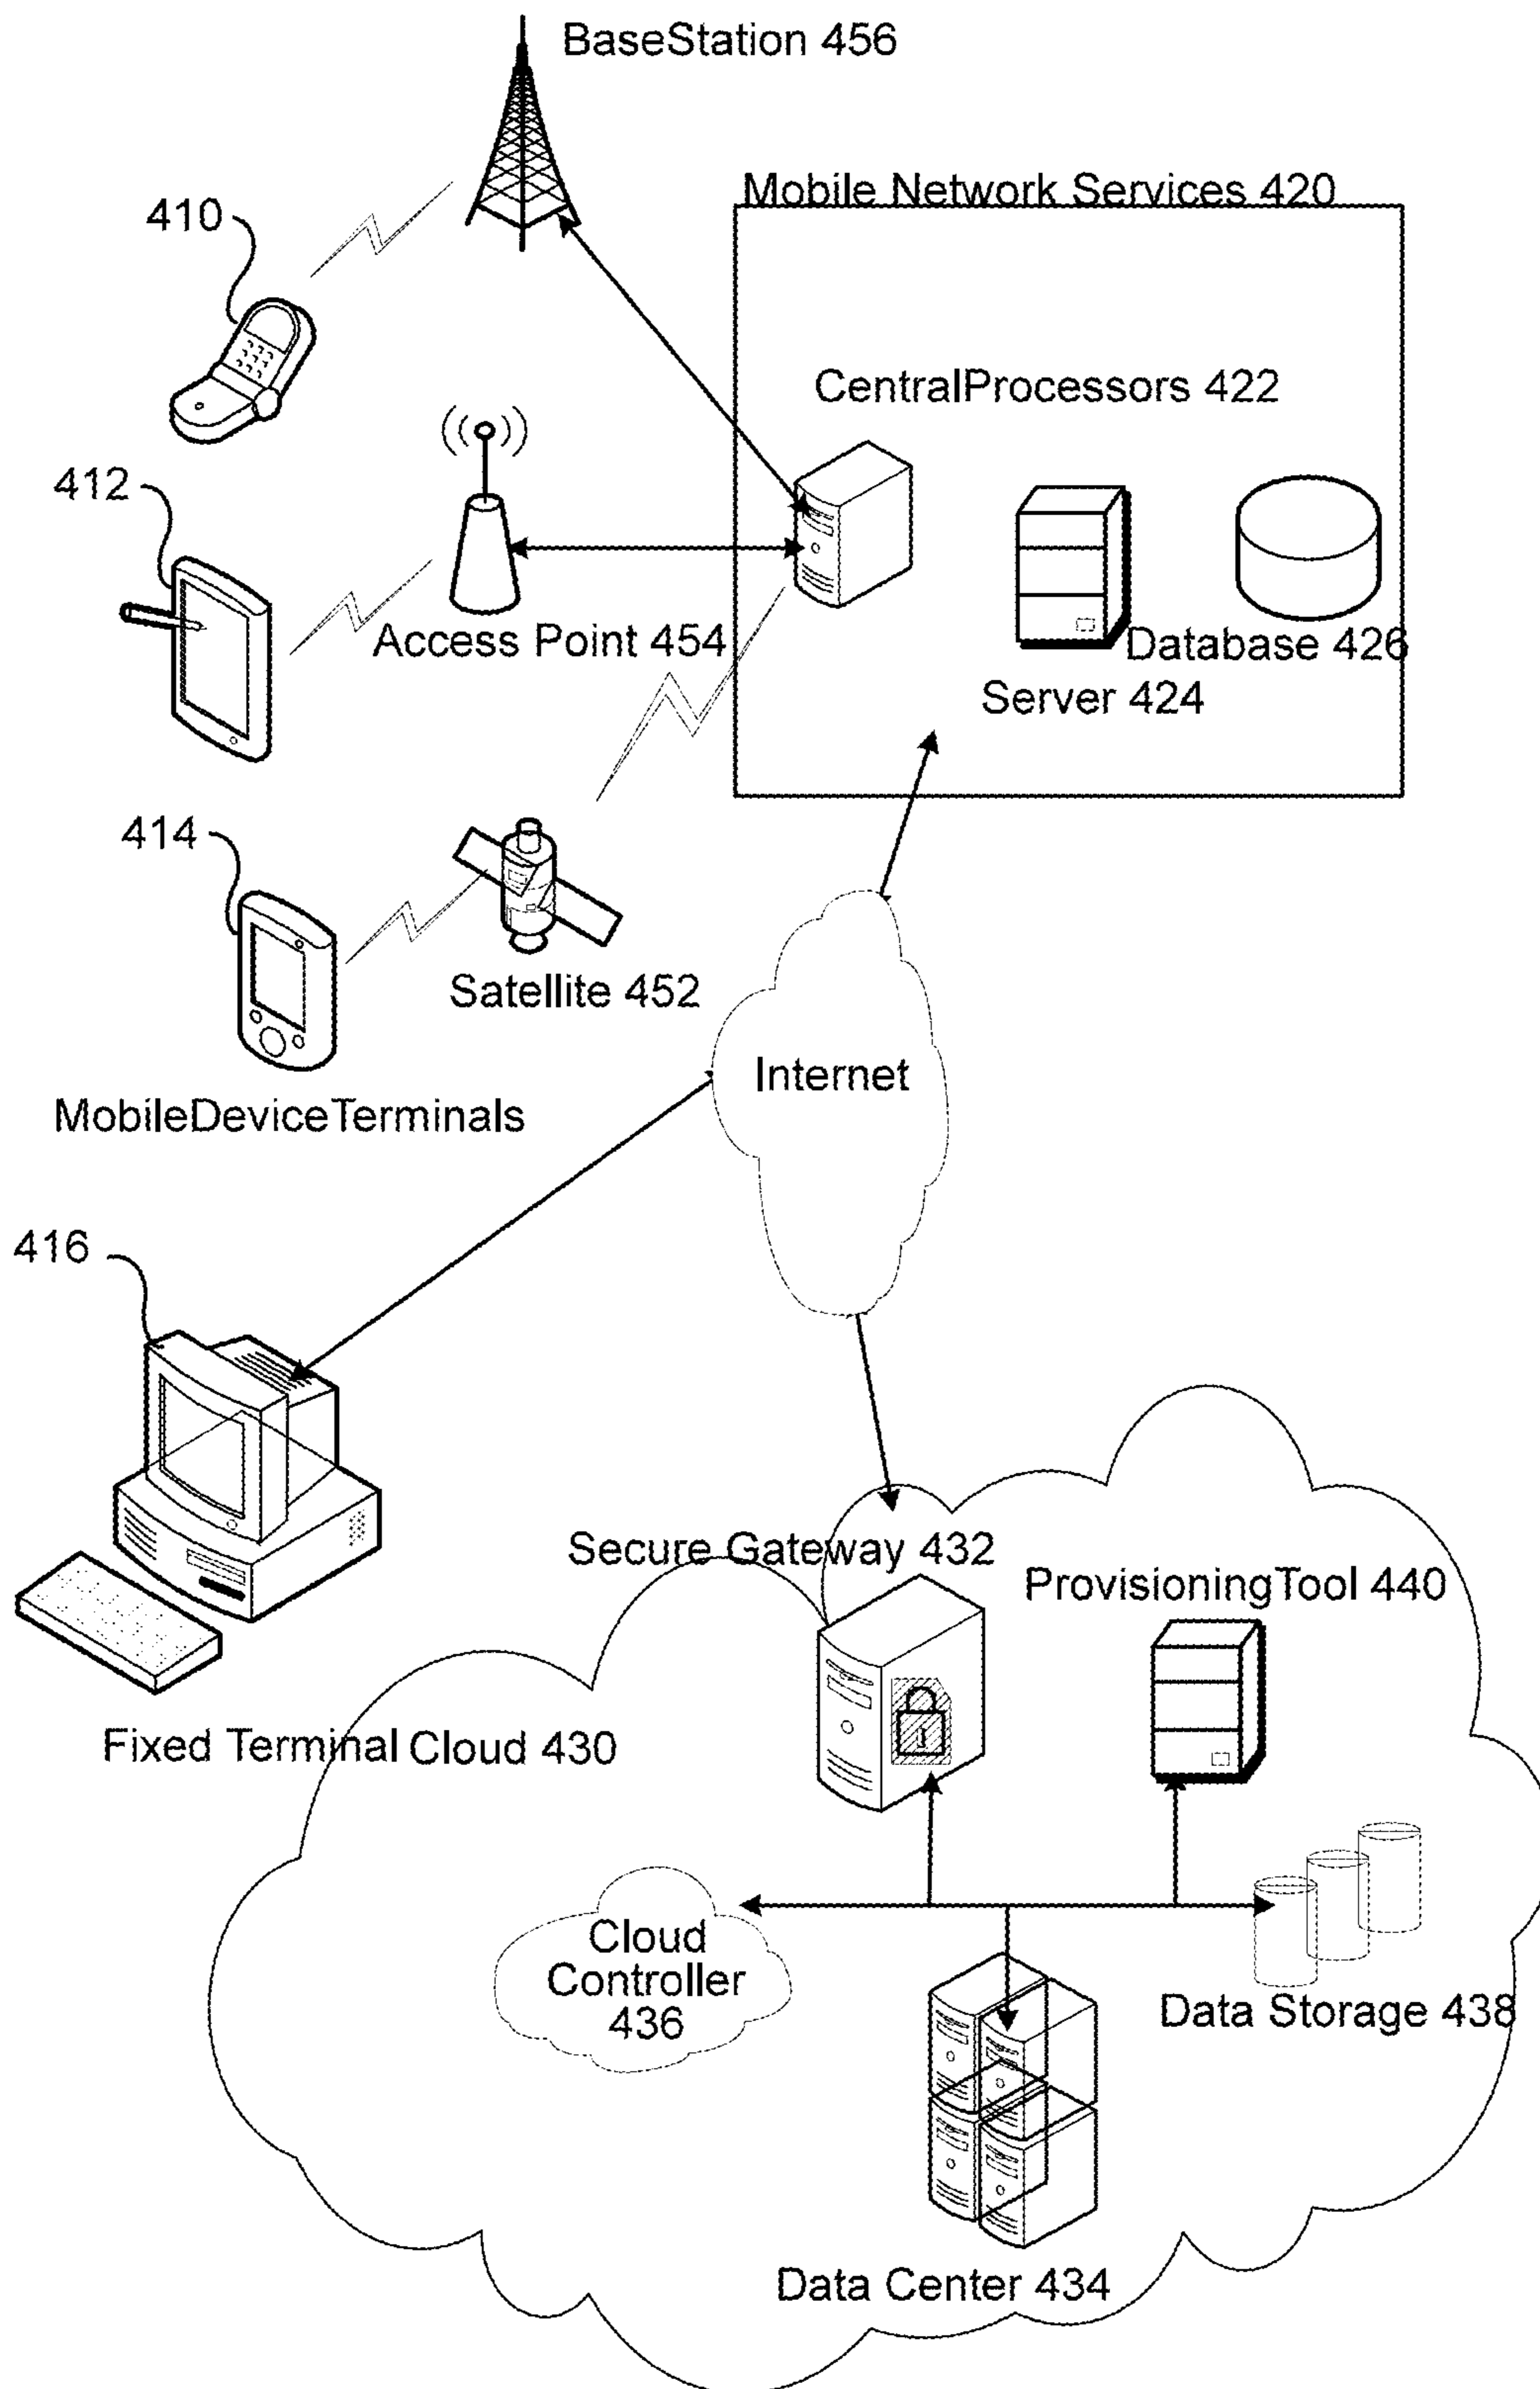 BaseStation 456
Mobile Network Services 420
410
CentralProcessors 422
412
Access Point 454
Database 426
Server 424
414
Satellite 452
Internet
MobileDeviceTerminals
416
Secure Gateway 432
ProvisioningTool 440
Fixed Terminal Cloud 430
Cloud
Controller
436
Data Storage 438
Data Center 434